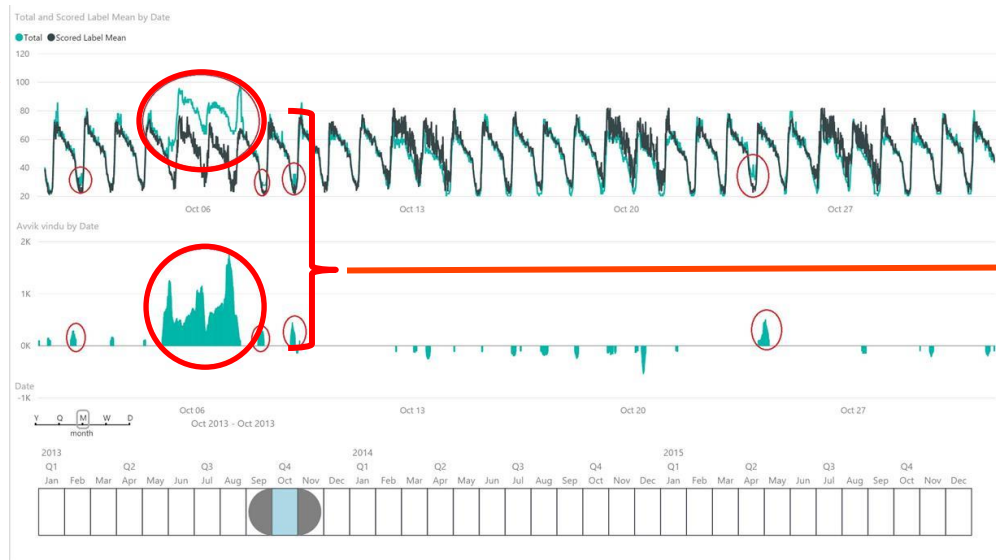 Total and Scored Label Mean by Date
Total Scored Label Mean
120
100
80
60
40
20
Oct 06 Oct 13 Oct 20 Oct 27
Avvik vindu by Date
2K
1K
0K
-1K
Oct 06 Oct 13 Oct 20 Oct 27
Date
Y Q M W D
month
Oct 2013 - Oct 2013
2013 2014 2015
Q1 Q2 Q3 Q4 Q1 Q2 Q3 Q4 Q1 Q2 Q3 Q4
Jan Feb Mar Apr May Jun Jul Aug Sep Oct Nov Dec Jan Feb Mar Apr May Jun Jul Aug Sep Oct Nov Dec Jan Feb Mar Apr May Jun Jul Aug Sep Oct Nov Dec